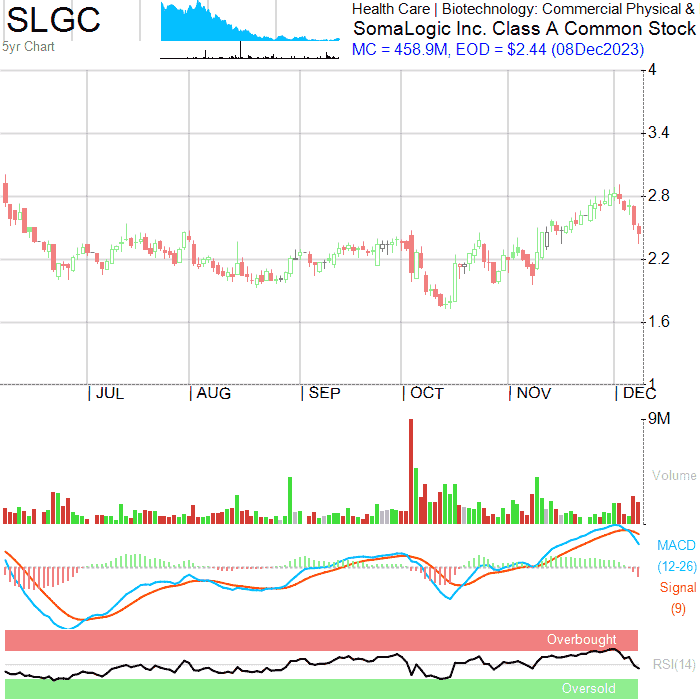 SLGC
5yr Chart
Health Care | Biotechnology: Commercial Physical &
SomaLogic Inc. Class A Common Stock
MC = 458.9M, EOD = $2.44 (08Dec2023)
4
3.4
2.8
2.2
1.6
1
| JUL | AUG | SEP | OCT | NOV | DEC
9M
Volume
MACD
(12-26)
Signal
(9)
Overbought
RSI(14)
Oversold